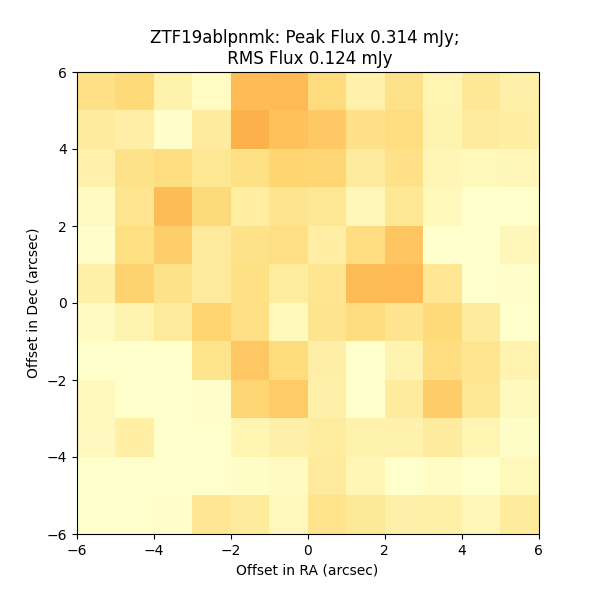 ZTF19ablpnmk: Peak Flux 0.314 mJy;
RMS Flux 0.124 mJy
6
4
2
0
−2
−4
−6
Offset in Dec (arcsec)
−6 −4 −2 0 2 4 6
Offset in RA (arcsec)